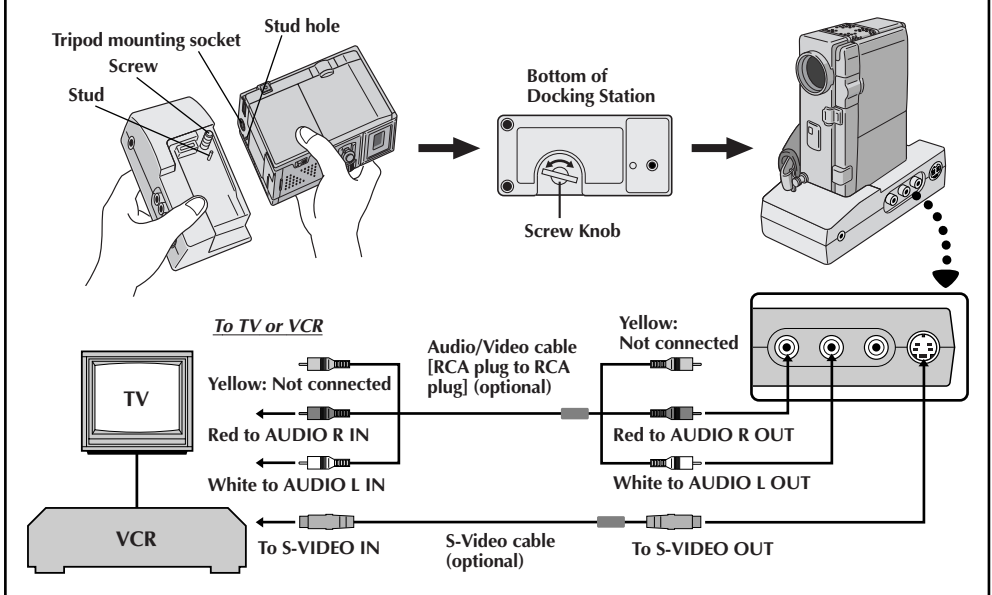 Stud hole
Tripod mounting socket
Screw
Stud
Bottom of
Docking Station
Screw Knob
To TV or VCR
Yellow: Not connected
Red to AUDIO R IN
White to AUDIO L IN
To S-VIDEO IN
TV
VCR
Audio/Video cable
[RCA plug to RCA
plug] (optional)
S-Video cable
(optional)
Yellow:
Not connected
Red to AUDIO R OUT
White to AUDIO L OUT
To S-VIDEO OUT